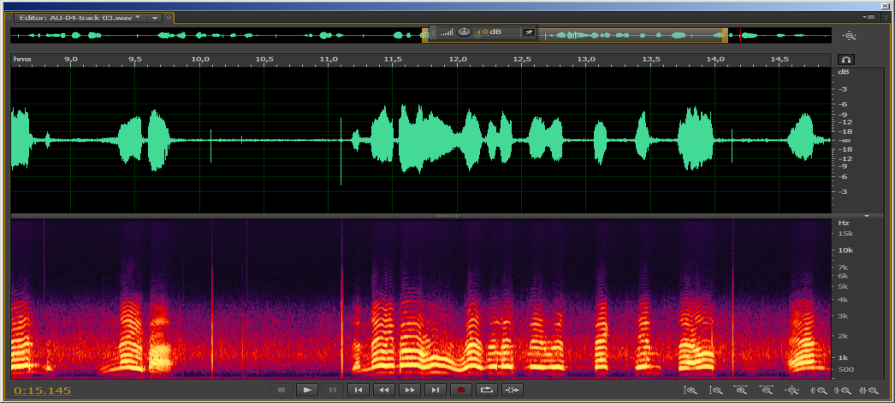 Editor: AU-04-track 03.wav *
±0 dB
hms 9,0 9,5 10,0 10,5 11,0 11,5 12,0 12,5 13,0 13,5 14,0 14,5
dB
-3
-6
-9
-12
-18
-∞
-18
-12
-9
-6
-3
Hz
15k
10k
7k
6k
5k
4k
3k
2k
1k
500
0:15.145